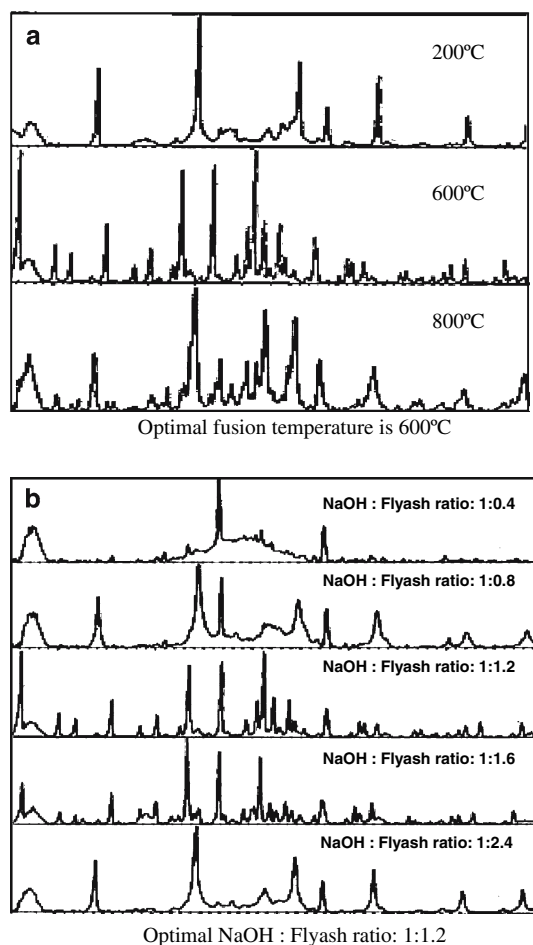 a
200ºC
600ºC
800ºC
Optimal fusion temperature is 600ºC
b
NaOH : Flyash ratio: 1:0.4
NaOH : Flyash ratio: 1:0.8
NaOH : Flyash ratio: 1:1.2
NaOH : Flyash ratio: 1:1.6
NaOH : Flyash ratio: 1:2.4
Optimal NaOH : Flyash ratio: 1:1.2